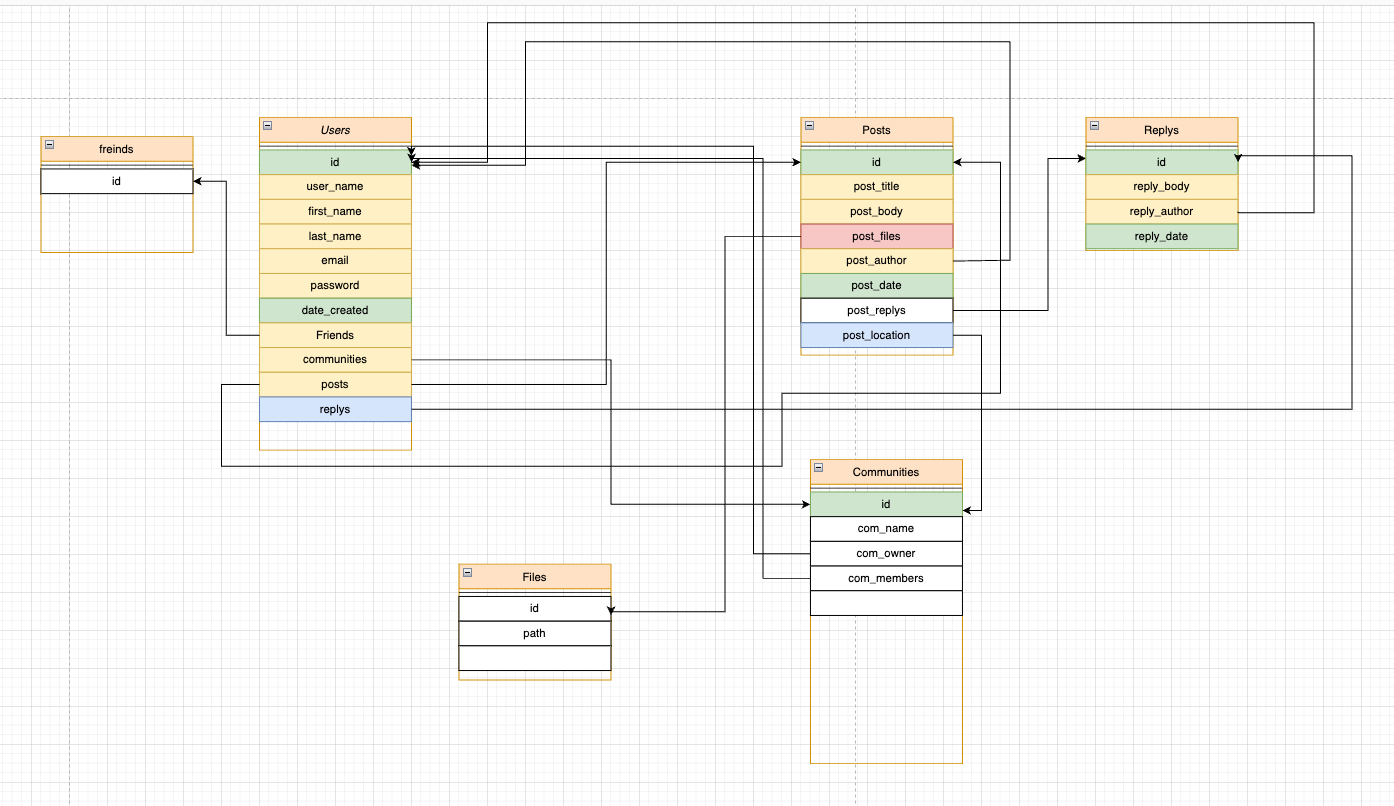 freinds
id
Users
id
user_name
first_name
last_name
email
password
date_created
Friends
communities
posts
replys
Posts
id
post_title
post_body
post_files
post_author
post_date
post_replys
post_location
Replys
id
reply_body
reply_author
reply_date
Communities
id
com_name
com_owner
com_members
Files
id
path